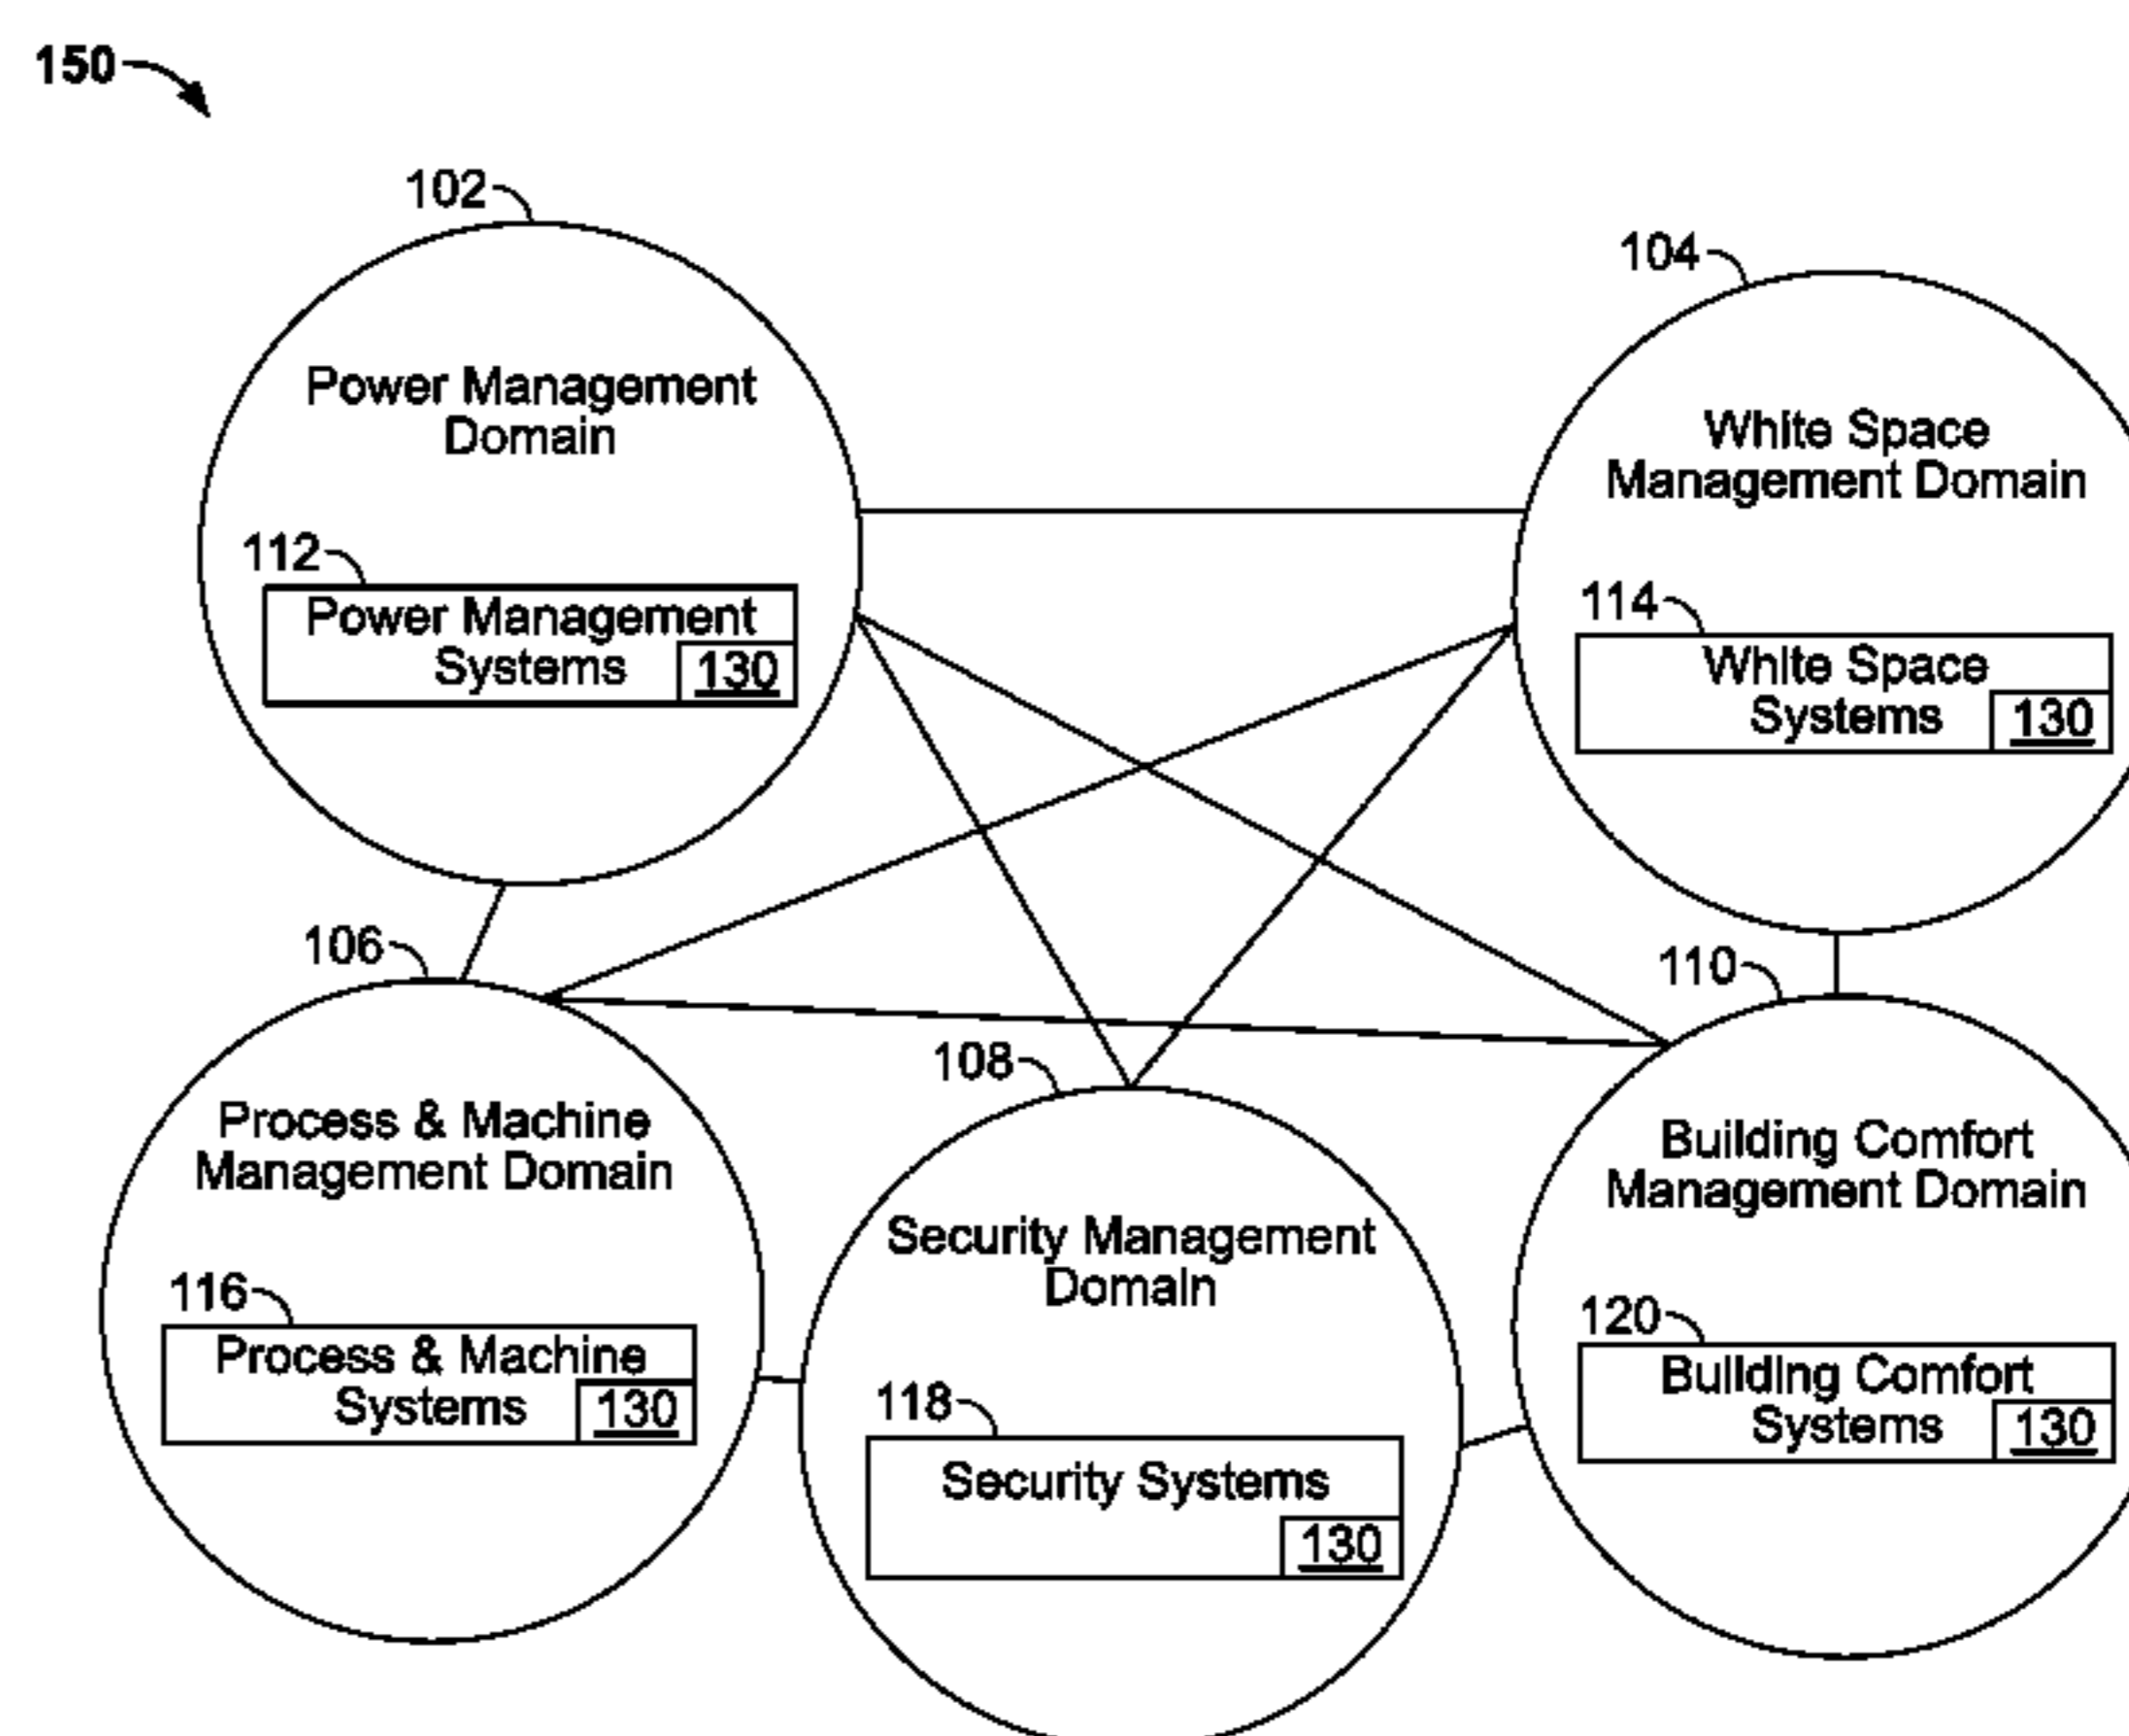 150
102
Power Management
Domain
112
Power Management
Systems
130
104
White Space
Management Domain
114
White Space
Systems
130
106
Process & Machine
Management Domain
116
Process & Machine
Systems
130
108
Security Management
Domain
118
Security Systems
130
110
Building Comfort
Management Domain
120
Building Comfort
Systems
130